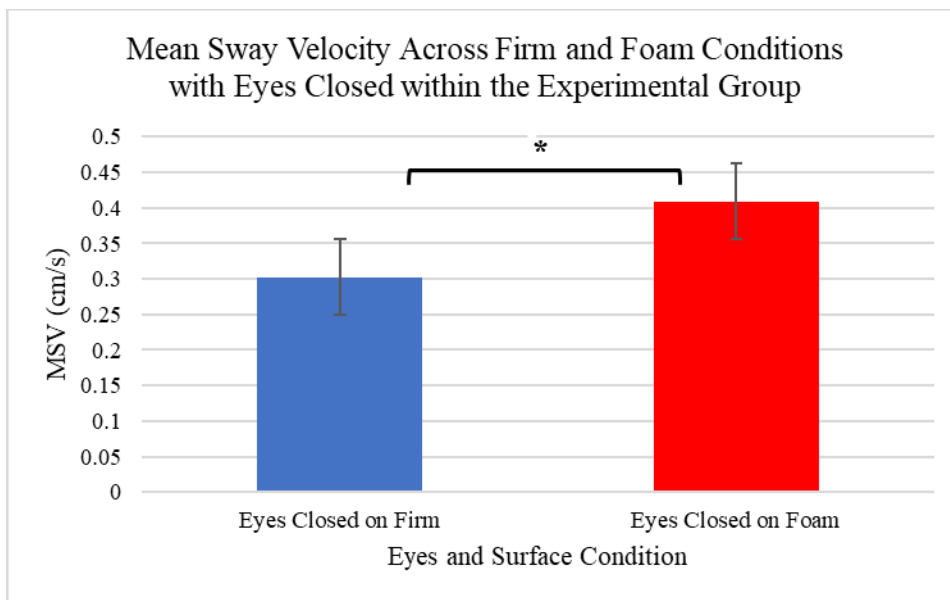 Mean Sway Velocity Across Firm and Foam Conditions
with Eyes Closed within the Experimental Group
0.5
0.45
0.4
0.35
0.3
0.25
0.2
0.15
0.1
0.05
0
*
MSV (cm/s)
Eyes Closed on Firm
Eyes Closed on Foam
Eyes and Surface Condition